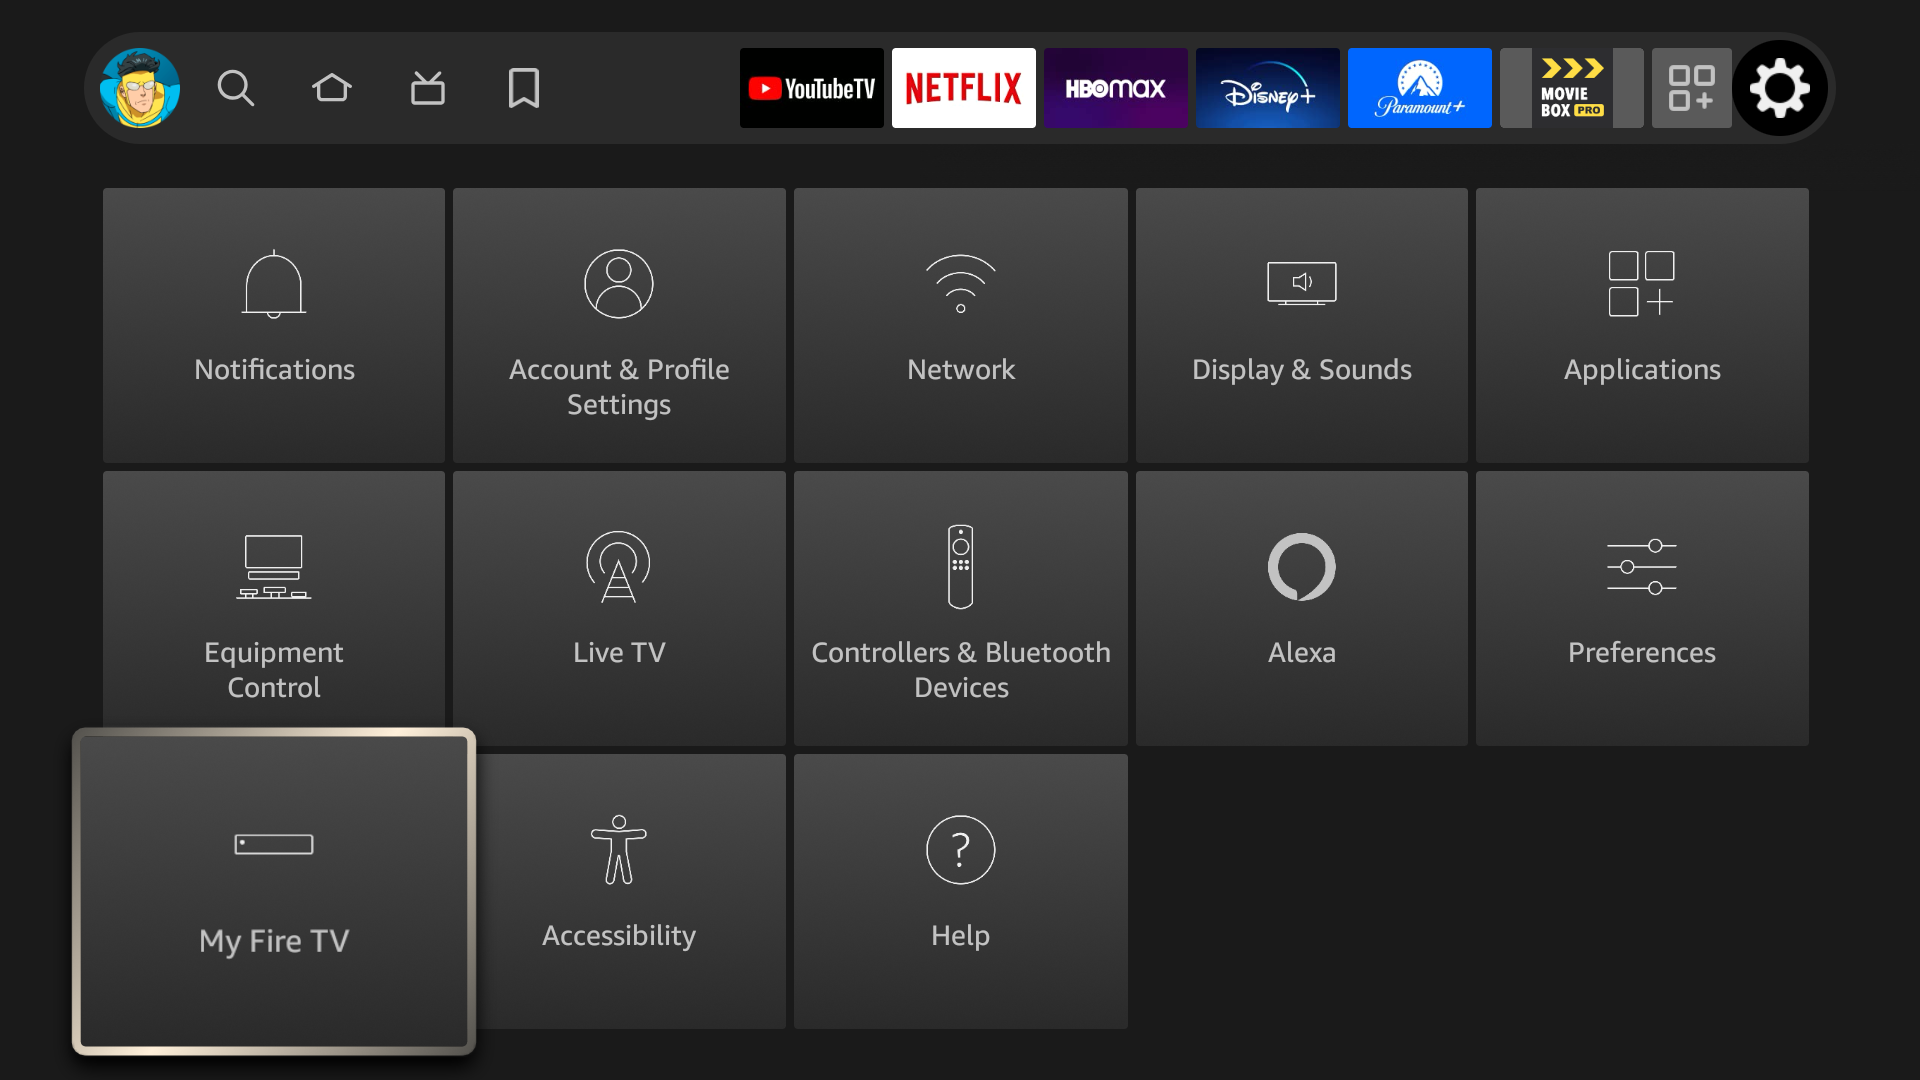 YouTubeTV
NETFLIX
HBOMAX
Disney+
Paramount+
MOVIE
BOX PRO
Notifications
Account & Profile
Settings
Network
Display & Sounds
Applications
Equipment
Control
Live TV
Controllers & Bluetooth
Devices
Alexa
Preferences
My Fire TV
Accessibility
?
Help